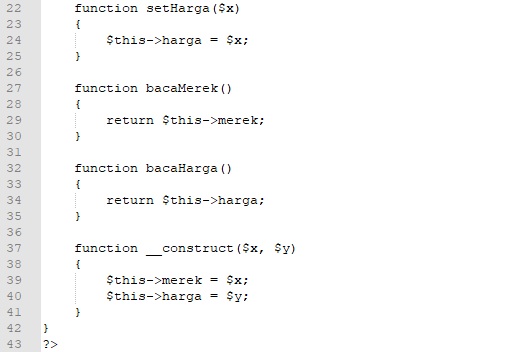 22 function setHarga($x)
23 {
24 $this->harga = $x;
25 }
26
27 function bacaMerek()
28 {
29 return $this->merek;
30 }
31
32 function bacaHarga()
33 {
34 return $this->harga;
35 }
36
37 function __construct($x, $y)
38 {
39 $this->merek = $x;
40 $this->harga = $y;
41 }
42 }
43 ?>